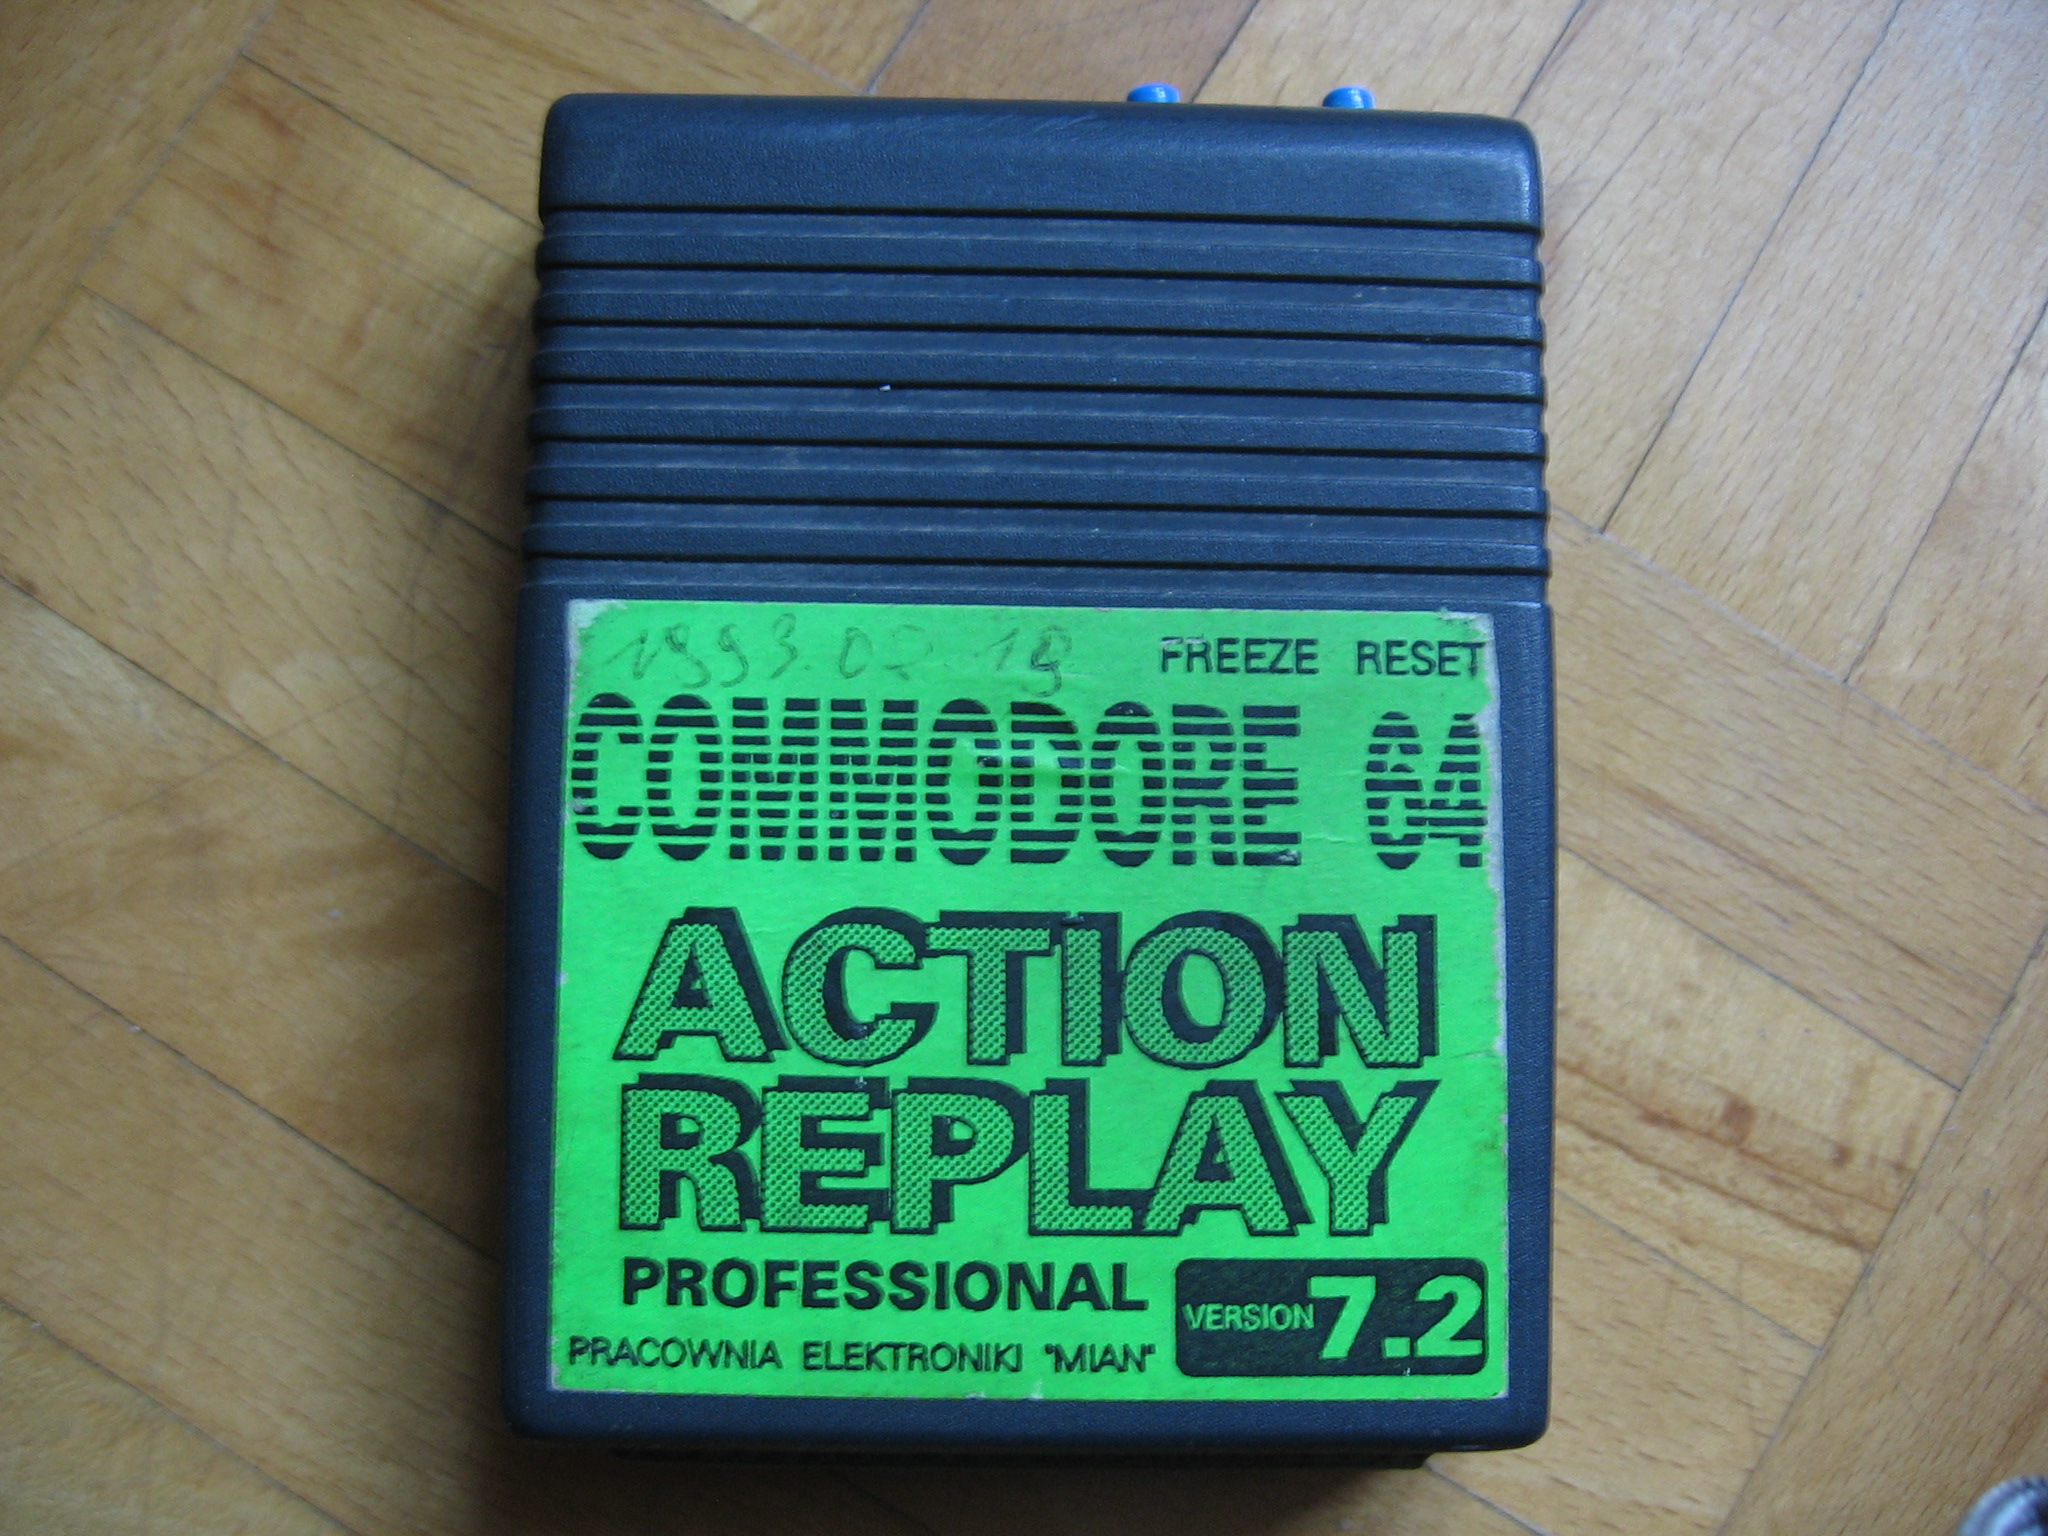 1993.02.19
FREEZE RESET
COMMODORE 64
ACTION
REPLAY
PROFESSIONAL
VERSION 7.2
PRACOWNIA ELEKTRONIKI "MIAN"